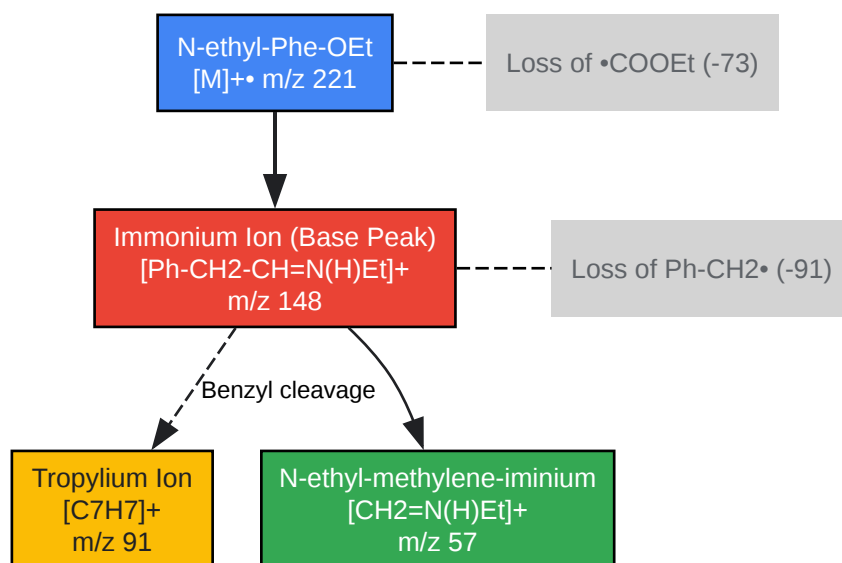 N-ethyl-Phe-OEt
[M]+• m/z 221
Loss of •COOEt (-73)
Immonium Ion (Base Peak)
[Ph-CH2-CH=N(H)Et]+
m/z 148
Loss of Ph-CH2• (-91)
Benzyl cleavage
Tropylium Ion
[C7H7]+
m/z 91
N-ethyl-methylene-iminium
[CH2=N(H)Et]+
m/z 57